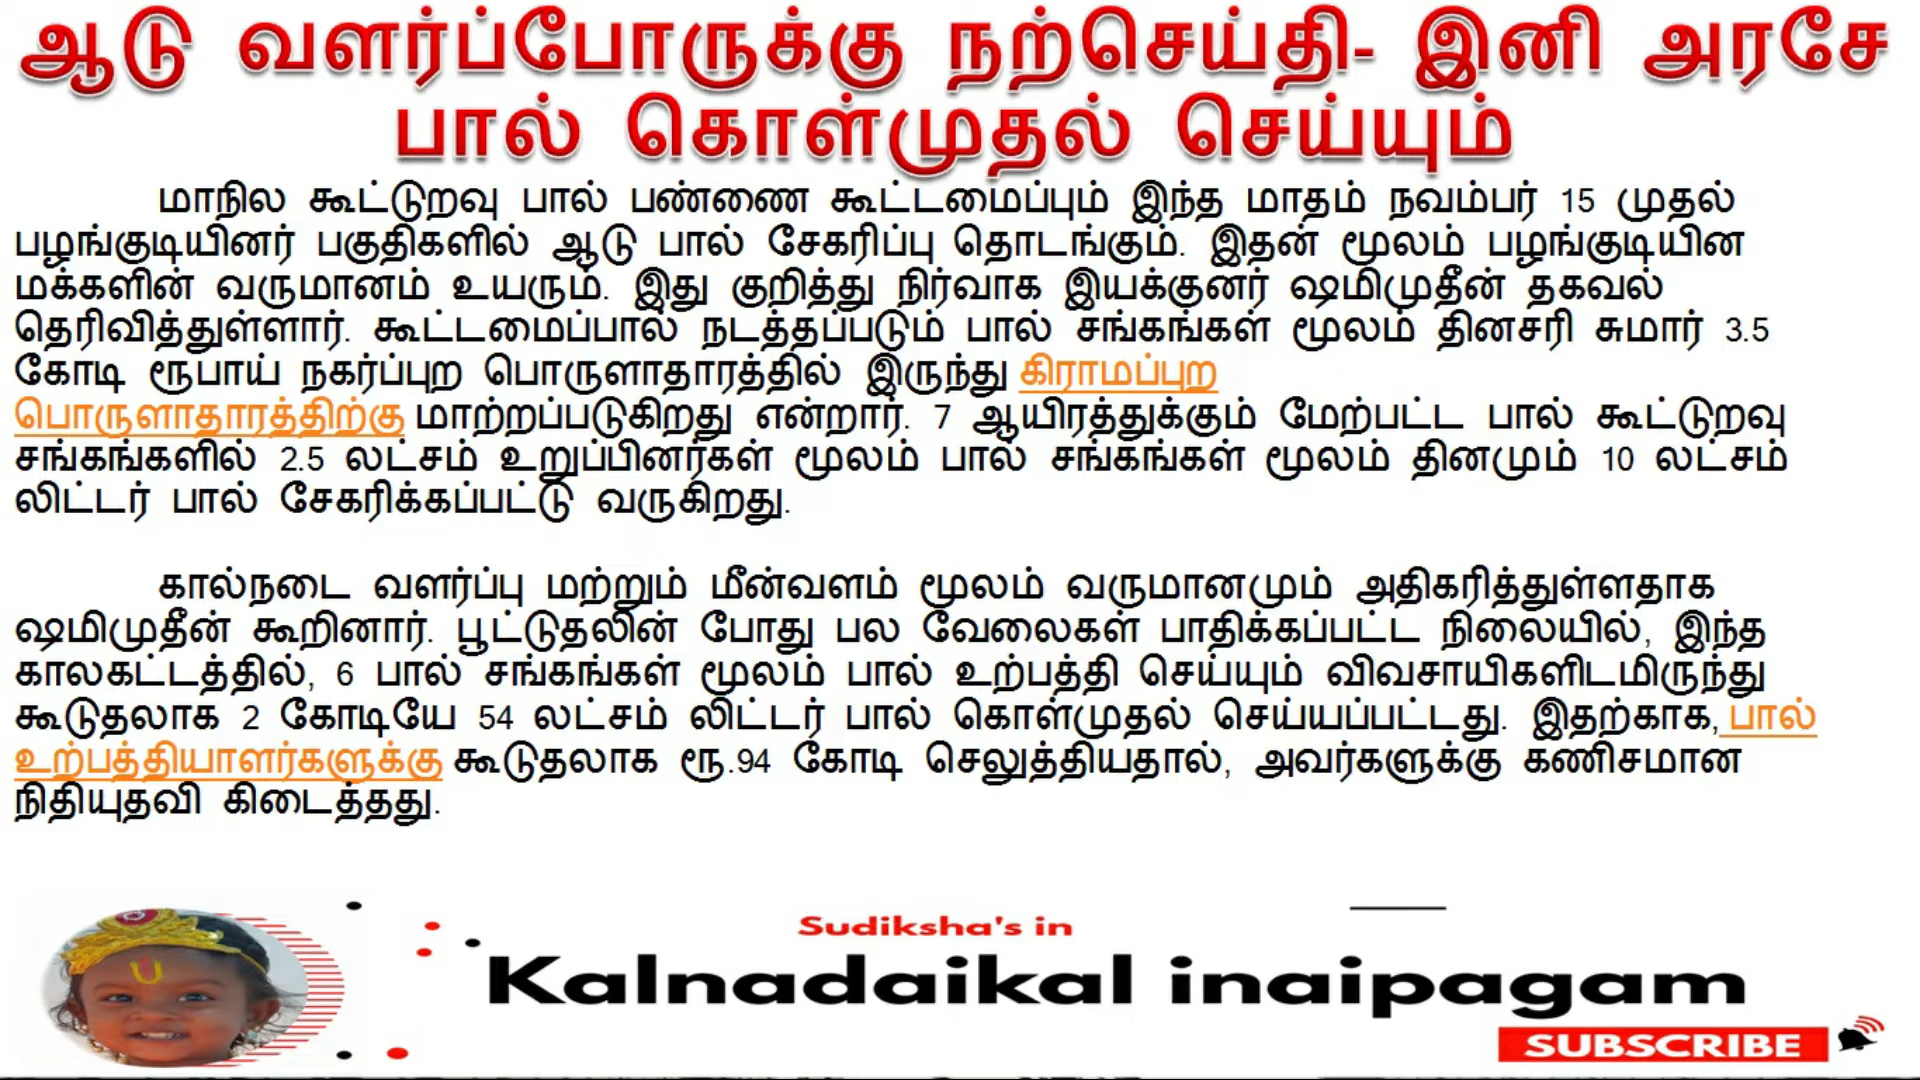 ஆடு வளர்ப்போருக்கு நற்செய்தி- இனி அரசே
பால் கொள்முதல் செய்யும்
மாநில கூட்டுறவு பால் பண்ணை கூட்டமைப்பும் இந்த மாதம் நவம்பர் 15 முதல்
பழங்குடியினர் பகுதிகளில் ஆடு பால் சேகரிப்பு தொடங்கும். இதன் மூலம் பழங்குடியின
மக்களின் வருமானம் உயரும். இது குறித்து நிர்வாக இயக்குனர் ஷமிமுதீன் தகவல்
தெரிவித்துள்ளார். கூட்டமைப்பால் நடத்தப்படும் பால் சங்கங்கள் மூலம் தினசரி சுமார் 3.5
கோடி ரூபாய் நகர்ப்புற பொருளாதாரத்தில் இருந்து கிராமப்புற
பொருளாதாரத்திற்கு மாற்றப்படுகிறது என்றார். 7 ஆயிரத்துக்கும் மேற்பட்ட பால் கூட்டுறவு
சங்கங்களில் 2.5 லட்சம் உறுப்பினர்கள் மூலம் பால் சங்கங்கள் மூலம் தினமும் 10 லட்சம்
லிட்டர் பால் சேகரிக்கப்பட்டு வருகிறது.
கால்நடை வளர்ப்பு மற்றும் மீன்வளம் மூலம் வருமானமும் அதிகரித்துள்ளதாக
ஷமிமுதீன் கூறினார். பூட்டுதலின் போது பல வேலைகள் பாதிக்கப்பட்ட நிலையில், இந்த
காலகட்டத்தில், 6 பால் சங்கங்கள் மூலம் பால் உற்பத்தி செய்யும் விவசாயிகளிடமிருந்து
கூடுதலாக 2 கோடியே 54 லட்சம் லிட்டர் பால் கொள்முதல் செய்யப்பட்டது. இதற்காக, பால்
உற்பத்தியாளர்களுக்கு கூடுதலாக ரூ.94 கோடி செலுத்தியதால், அவர்களுக்கு கணிசமான
நிதியுதவி கிடைத்தது.
Sudiksha's in
Kalnadaikal inaipagam
SUBSCRIBE